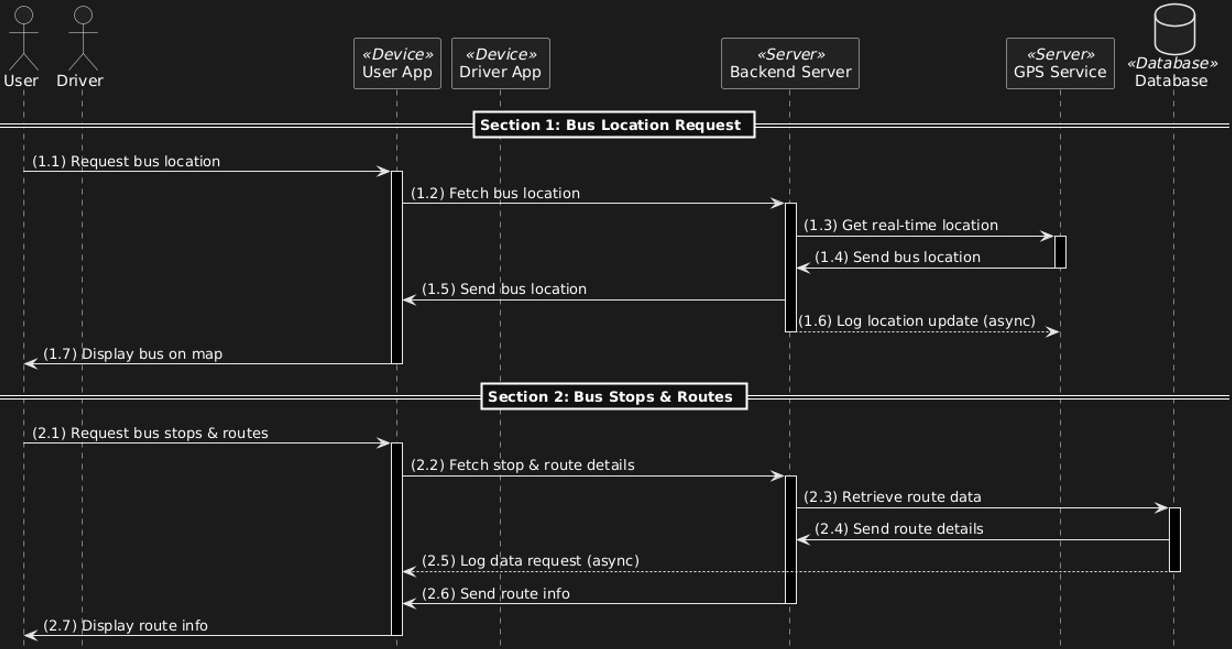 User
Driver
«Device»
User App
«Device»
Driver App
«Server»
Backend Server
«Server»
GPS Service
«Database»
Database
Section 1: Bus Location Request
(1.1) Request bus location
(1.2) Fetch bus location
(1.3) Get real-time location
(1.4) Send bus location
(1.5) Send bus location
(1.6) Log location update (async)
(1.7) Display bus on map
Section 2: Bus Stops & Routes
(2.1) Request bus stops & routes
(2.2) Fetch stop & route details
(2.3) Retrieve route data
(2.4) Send route details
(2.5) Log data request (async)
(2.6) Send route info
(2.7) Display route info